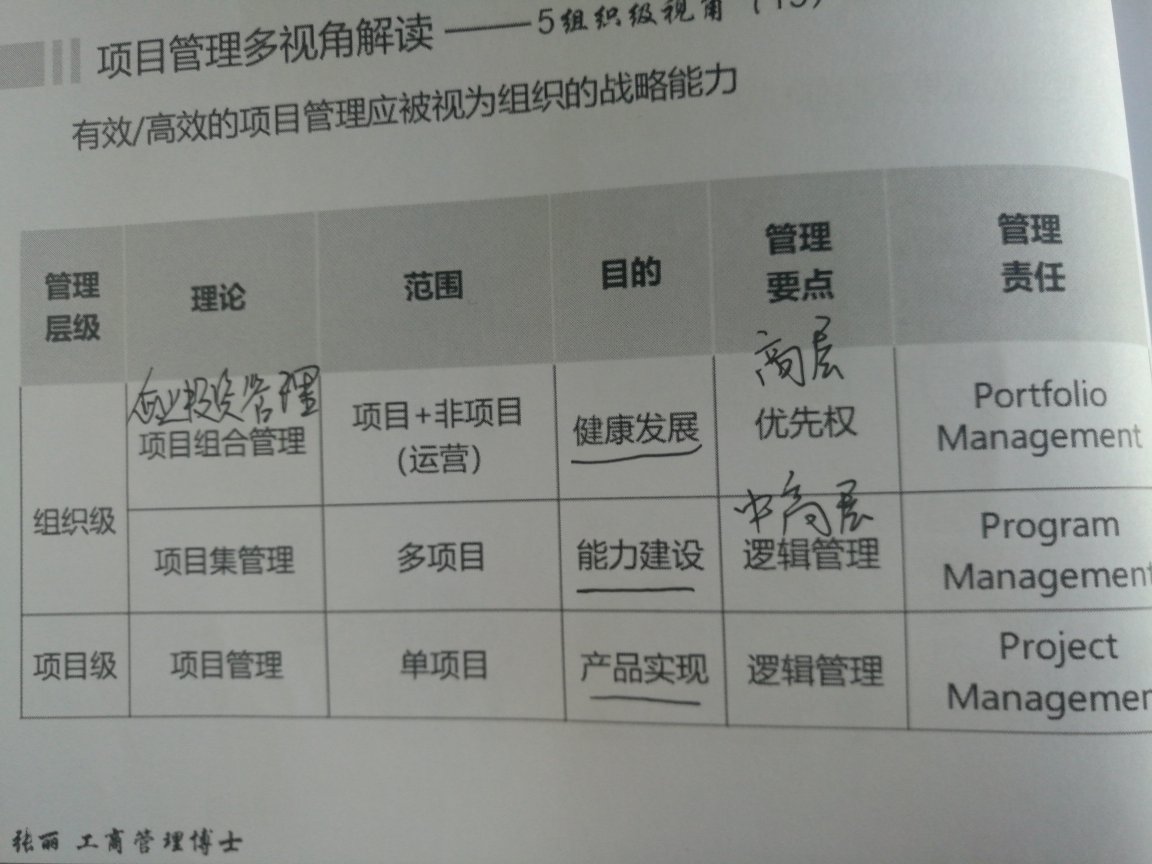 项目管理多视角解读 ——5组织级视角
有效/高效的项目管理应被视为组织的战略能力
管理层级 理论 范围 目的 管理要点 管理责任
企业投资管理 高层
组织级 项目组合管理 项目+非项目(运营) 健康发展 优先权 Portfolio Management
中高层
项目集管理 多项目 能力建设 逻辑管理 Program Management
项目级 项目管理 单项目 产品实现 逻辑管理 Project
张丽 工商管理博士